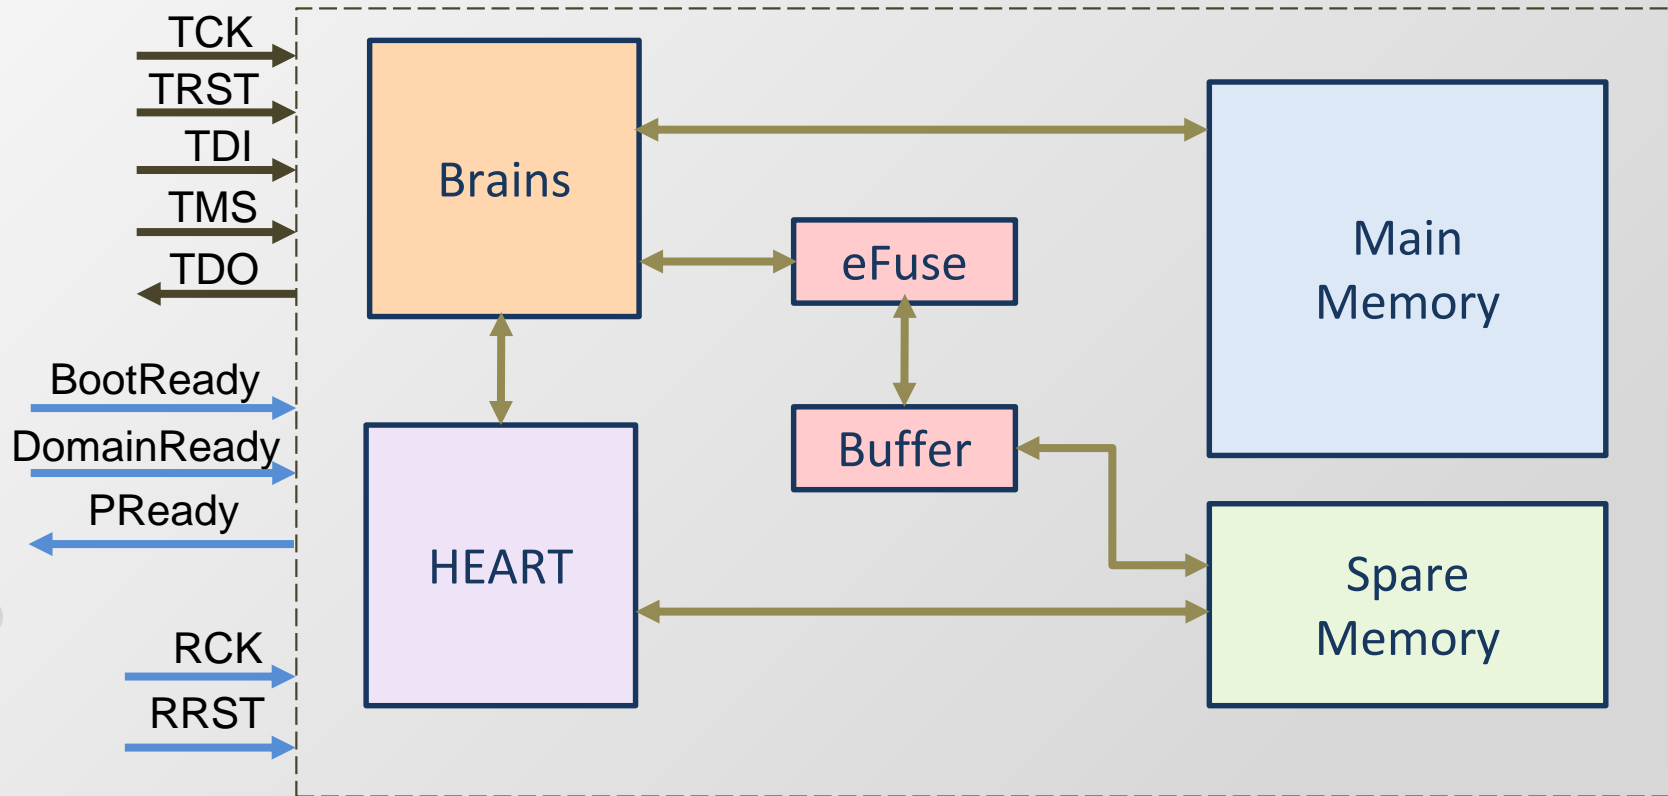 TCK
TRST
TDI
TMS
TDO
BootReady
DomainReady
PReady
RCK
RRST
Brains
HEART
eFuse
Buffer
Main
Memory
Spare
Memory